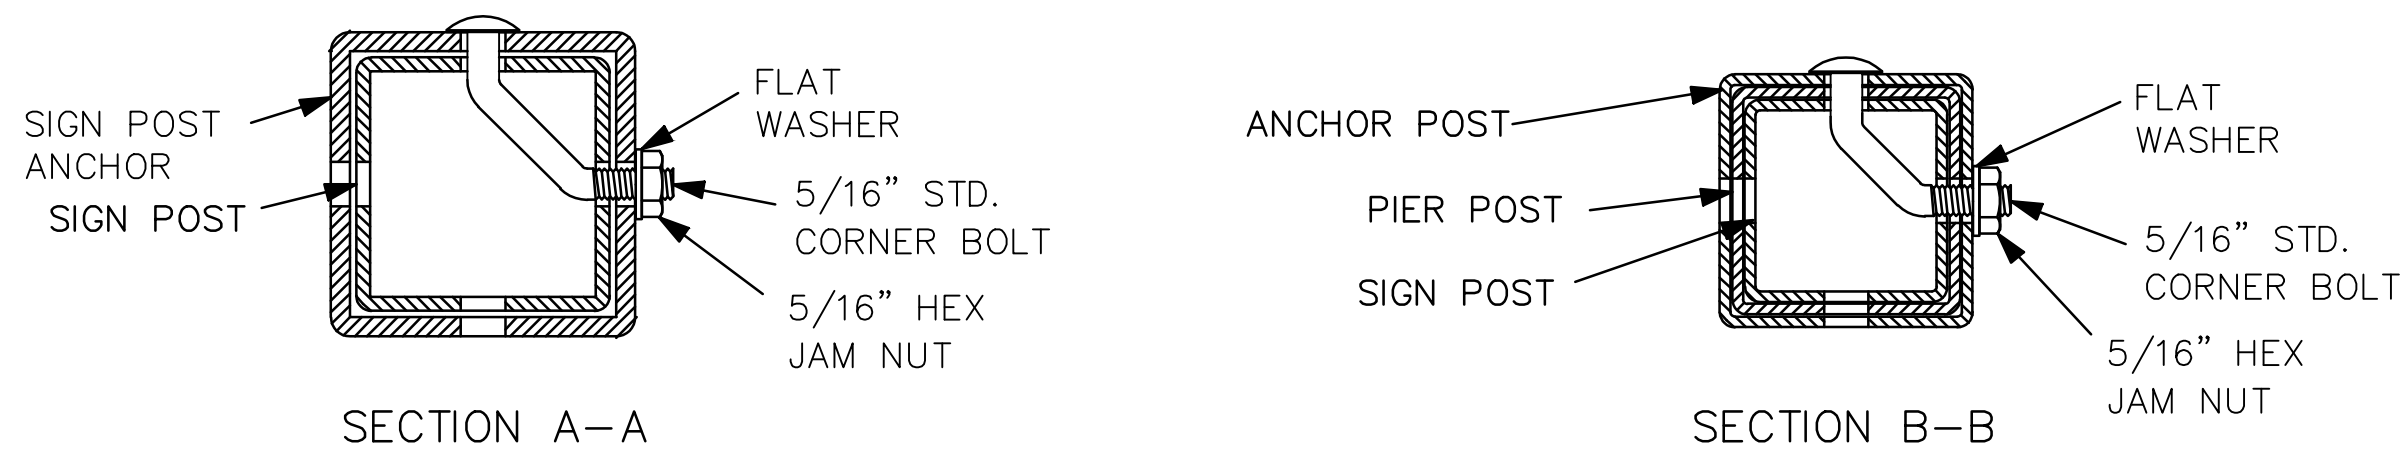 SIGN POST
ANCHOR
SIGN POST
FLAT
WASHER
5/16” STD.
CORNER BOLT
5/16” HEX
JAM NUT
SECTION A–A
ANCHOR POST
PIER POST
SIGN POST
FLAT
WASHER
5/16” STD.
CORNER BOLT
5/16” HEX
JAM NUT
SECTION B–B